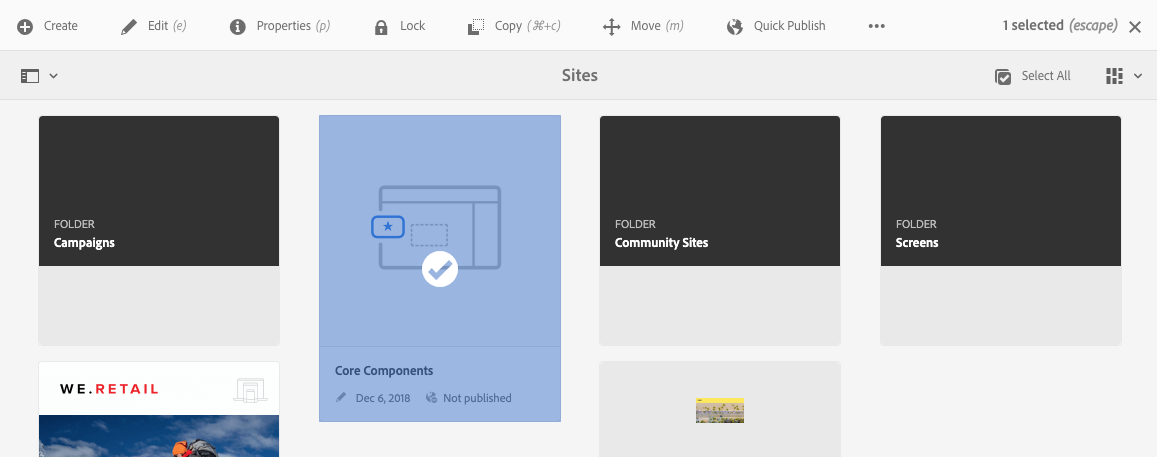 Create Edit (e) Properties (p) Lock Copy (⌘+c) Move (m) Quick Publish ••• 1 selected (escape)
Sites Select All
FOLDER
Campaigns
Core Components
Dec 6, 2018 Not published
FOLDER
Community Sites
FOLDER
Screens
WE.RETAIL